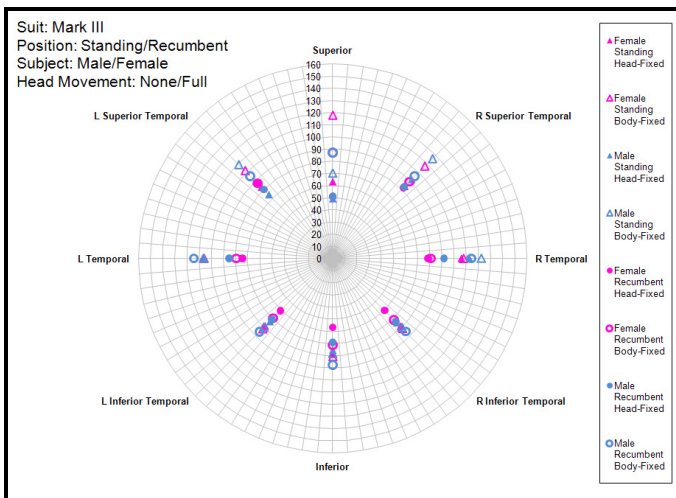 Suit: Mark III
Position: Standing/Recumbent
Subject: Male/Female
Head Movement: None/Full
Superior
160
150
140
130
120
110
100
90
80
70
60
50
40
30
20
10
0
L Superior Temporal
R Superior Temporal
L Temporal
R Temporal
L Inferior Temporal
R Inferior Temporal
Inferior
Female
Standing
Head-Fixed
Female
Standing
Body-Fixed
Male
Standing
Head-Fixed
Male
Standing
Body-Fixed
Female
Recumbent
Head-Fixed
Female
Recumbent
Body-Fixed
Male
Recumbent
Head-Fixed
Male
Recumbent
Body-Fixed